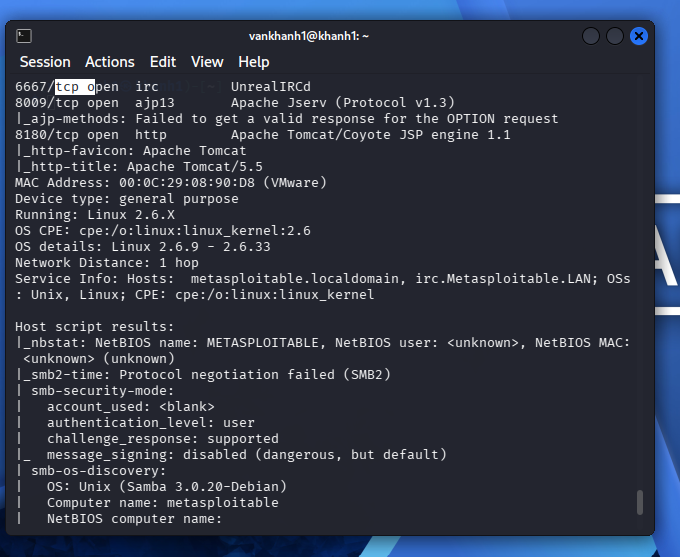 vankhanh1@khanh1: ~
Session Actions Edit View Help
6667/tcp open  irc         UnrealIRCd
8009/tcp open  ajp13       Apache Jserv (Protocol v1.3)
|_ajp-methods: Failed to get a valid response for the OPTION request
8180/tcp open  http        Apache Tomcat/Coyote JSP engine 1.1
|_http-favicon: Apache Tomcat
|_http-title: Apache Tomcat/5.5
MAC Address: 00:0C:29:08:90:D8 (VMware)
Device type: general purpose
Running: Linux 2.6.X
OS CPE: cpe:/o:linux:linux_kernel:2.6
OS details: Linux 2.6.9 - 2.6.33
Network Distance: 1 hop
Service Info: Hosts:  metasploitable.localdomain, irc.Metasploitable.LAN; OSs
: Unix, Linux; CPE: cpe:/o:linux:linux_kernel
Host script results:
|_nbstat: NetBIOS name: METASPLOITABLE, NetBIOS user: <unknown>, NetBIOS MAC:
 <unknown> (unknown)
|_smb2-time: Protocol negotiation failed (SMB2)
| smb-security-mode:
|   account_used: <blank>
|   authentication_level: user
|   challenge_response: supported
|_  message_signing: disabled (dangerous, but default)
| smb-os-discovery:
|   OS: Unix (Samba 3.0.20-Debian)
|   Computer name: metasploitable
|   NetBIOS computer name: